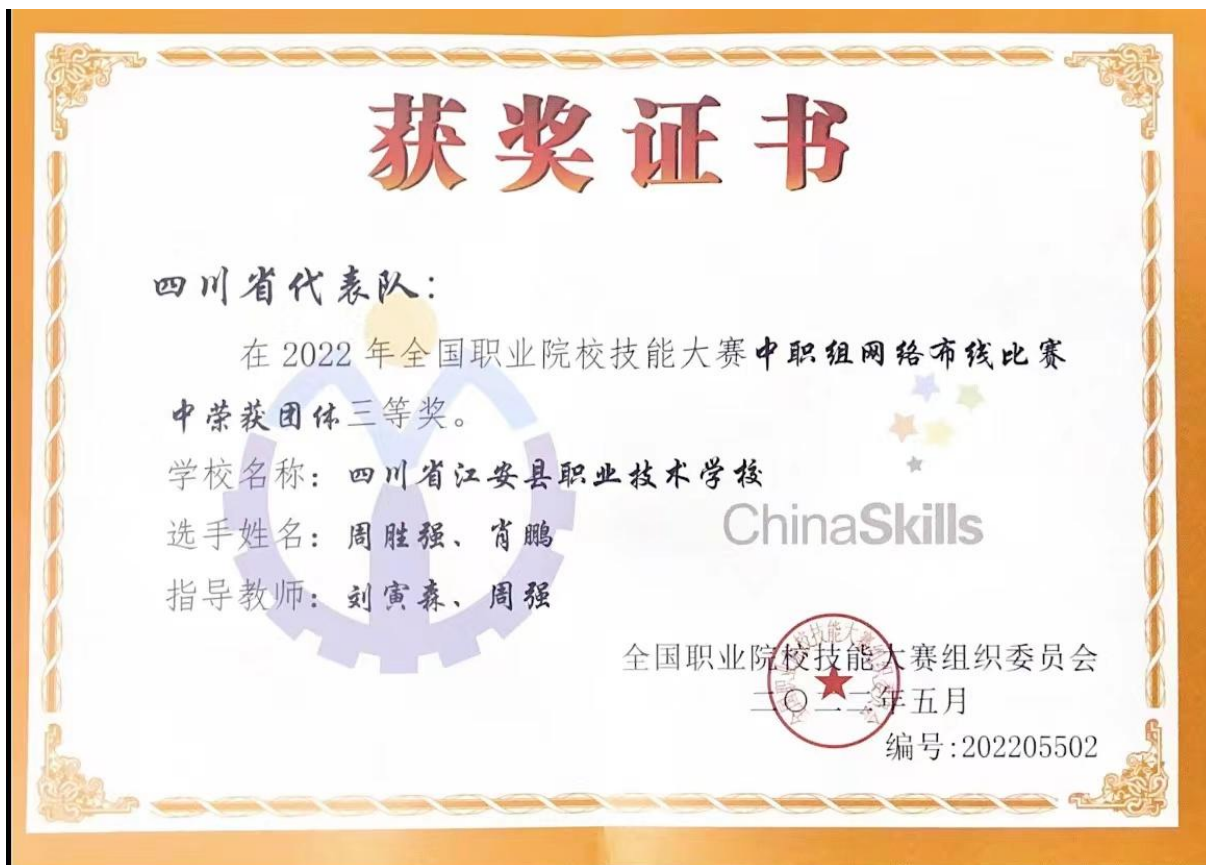 获奖证书
四川省代表队:
在 2022 年全国职业院校技能大赛中职组网络布线比赛
中荣获团体三等奖。
学校名称: 四川省江安县职业技术学校
选手姓名: 周胜强、肖鹏
指导教师: 刘寅森、周强
ChinaSkills
全国职业院校技能大赛组织委员会
二〇二二年五月
编号:202205502